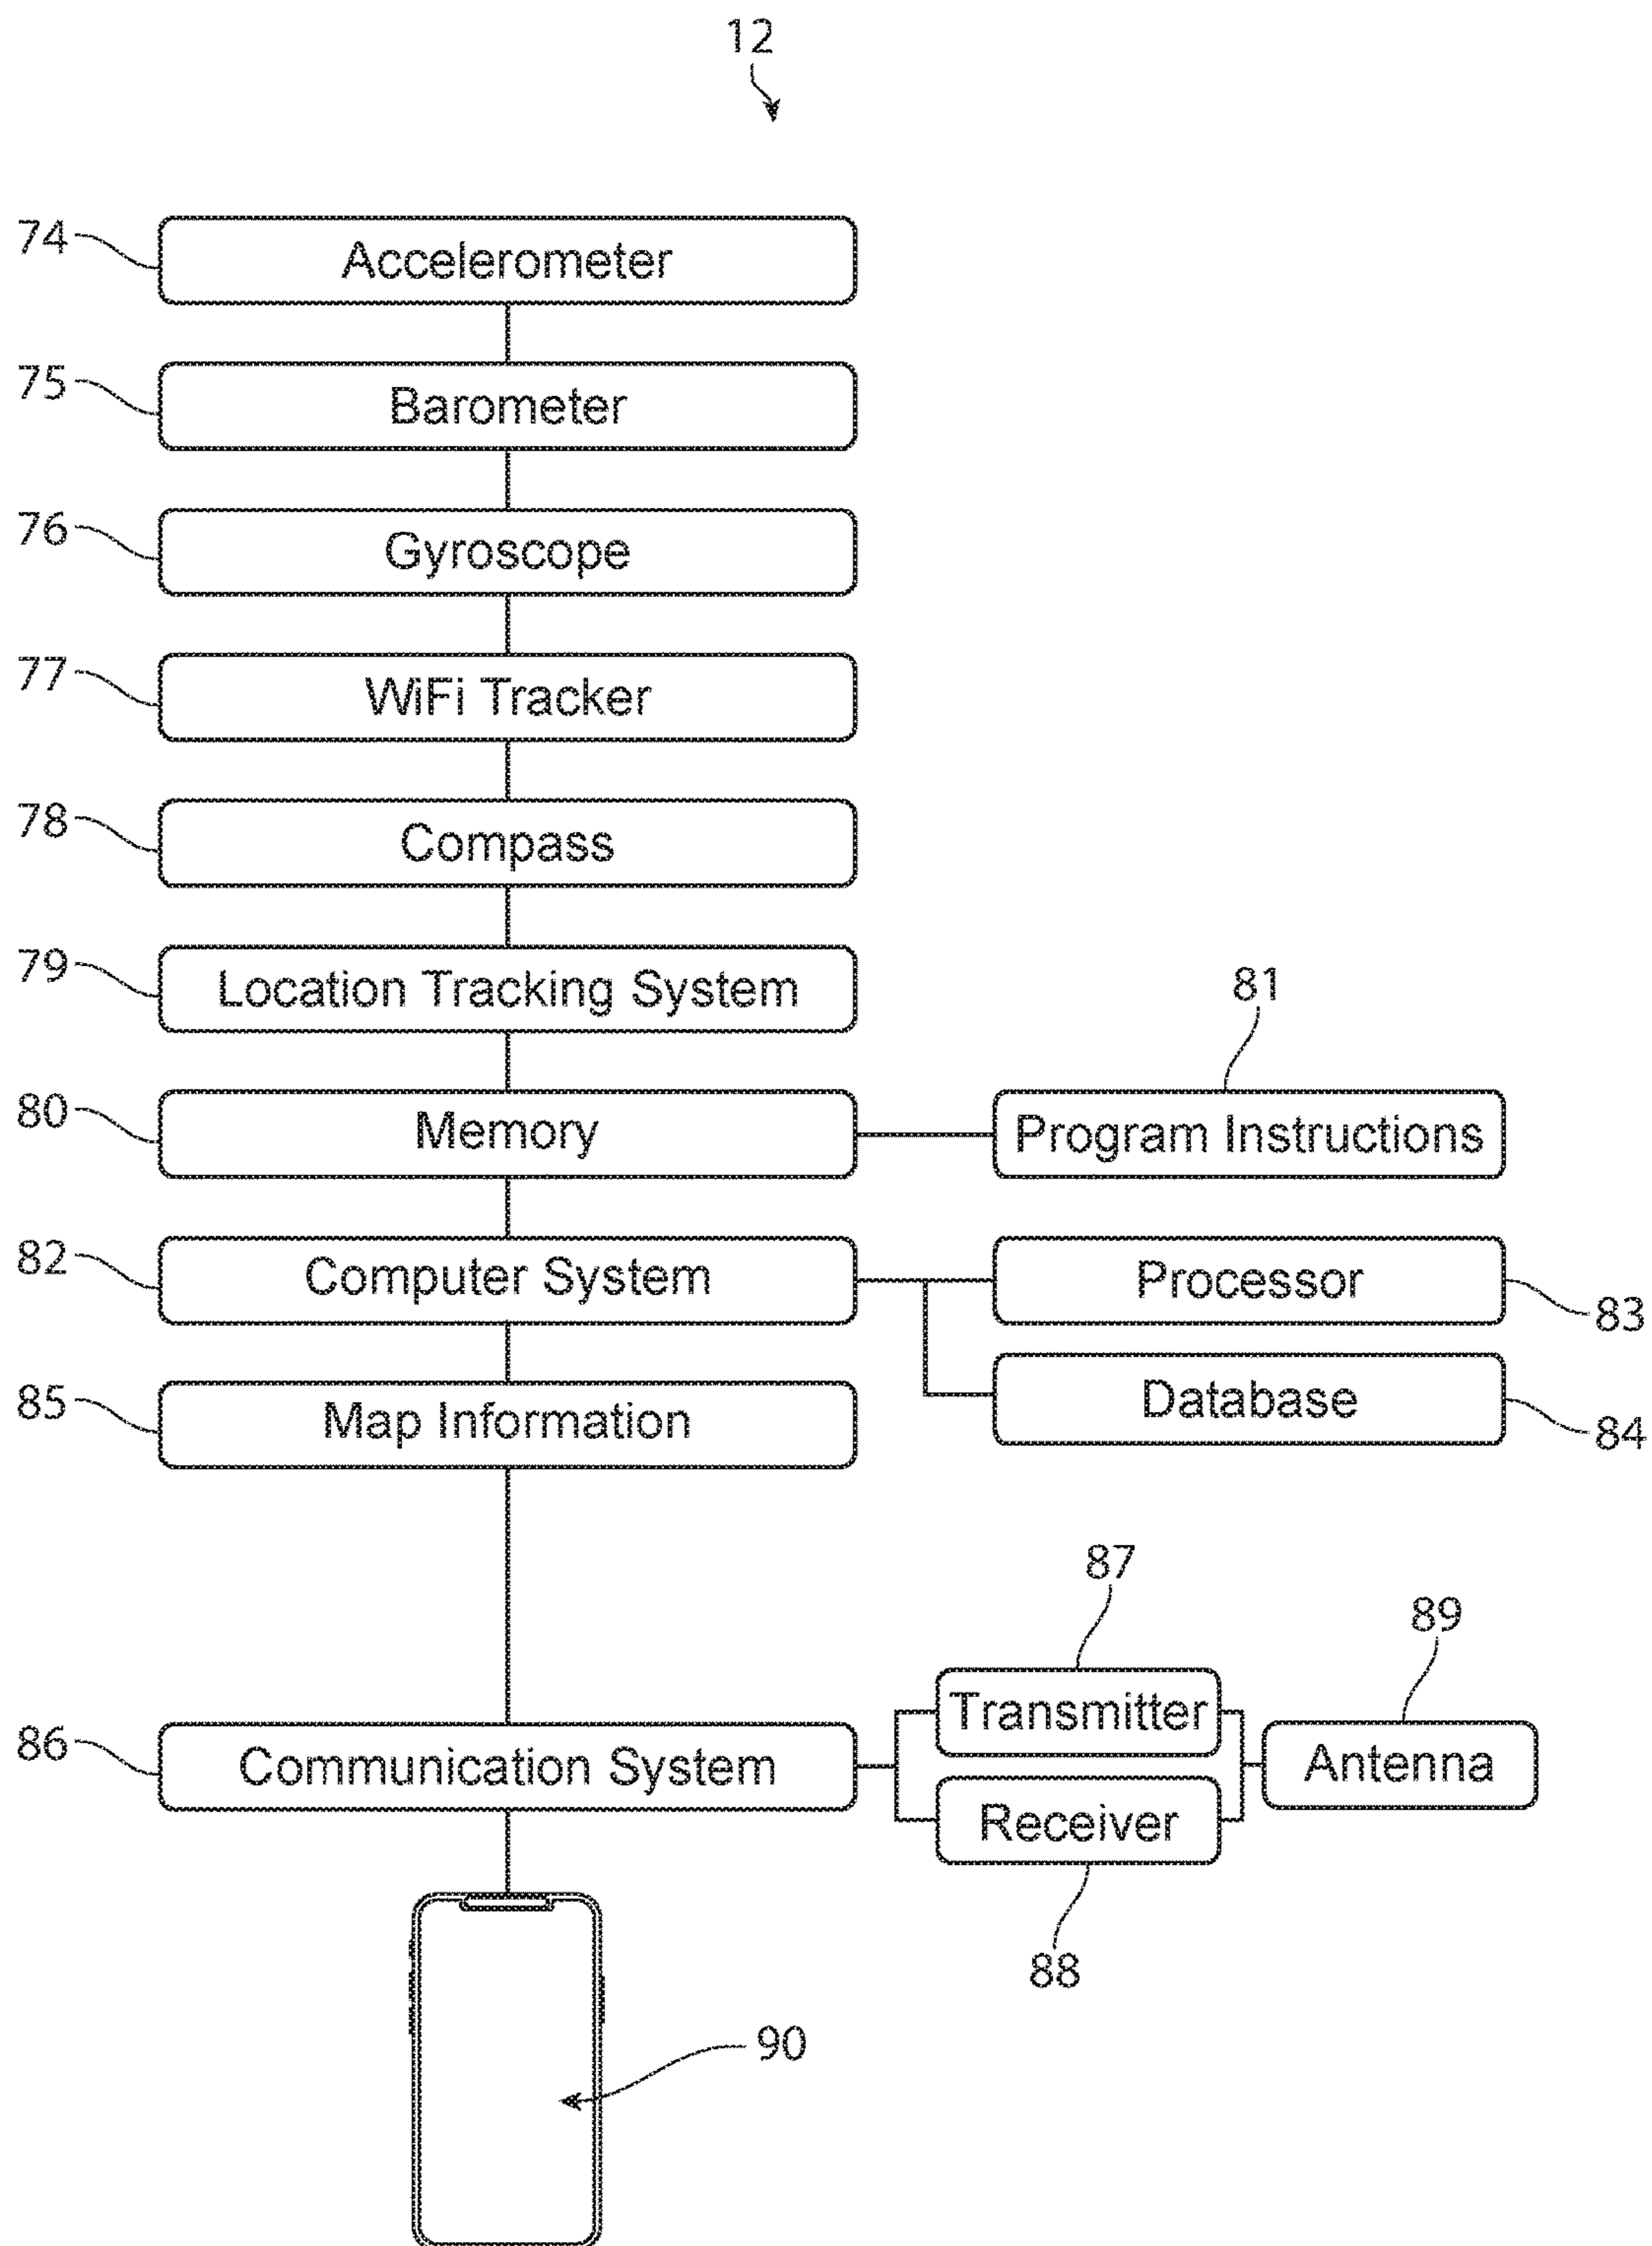 12
74 Accelerometer
75 Barometer
76 Gyroscope
77 WiFi Tracker
78 Compass
79 Location Tracking System
81
80 Memory Program Instructions
82 Computer System Processor 83
85 Map Information Database 84
87
89
86 Communication System Transmitter Antenna
Receiver
88
90